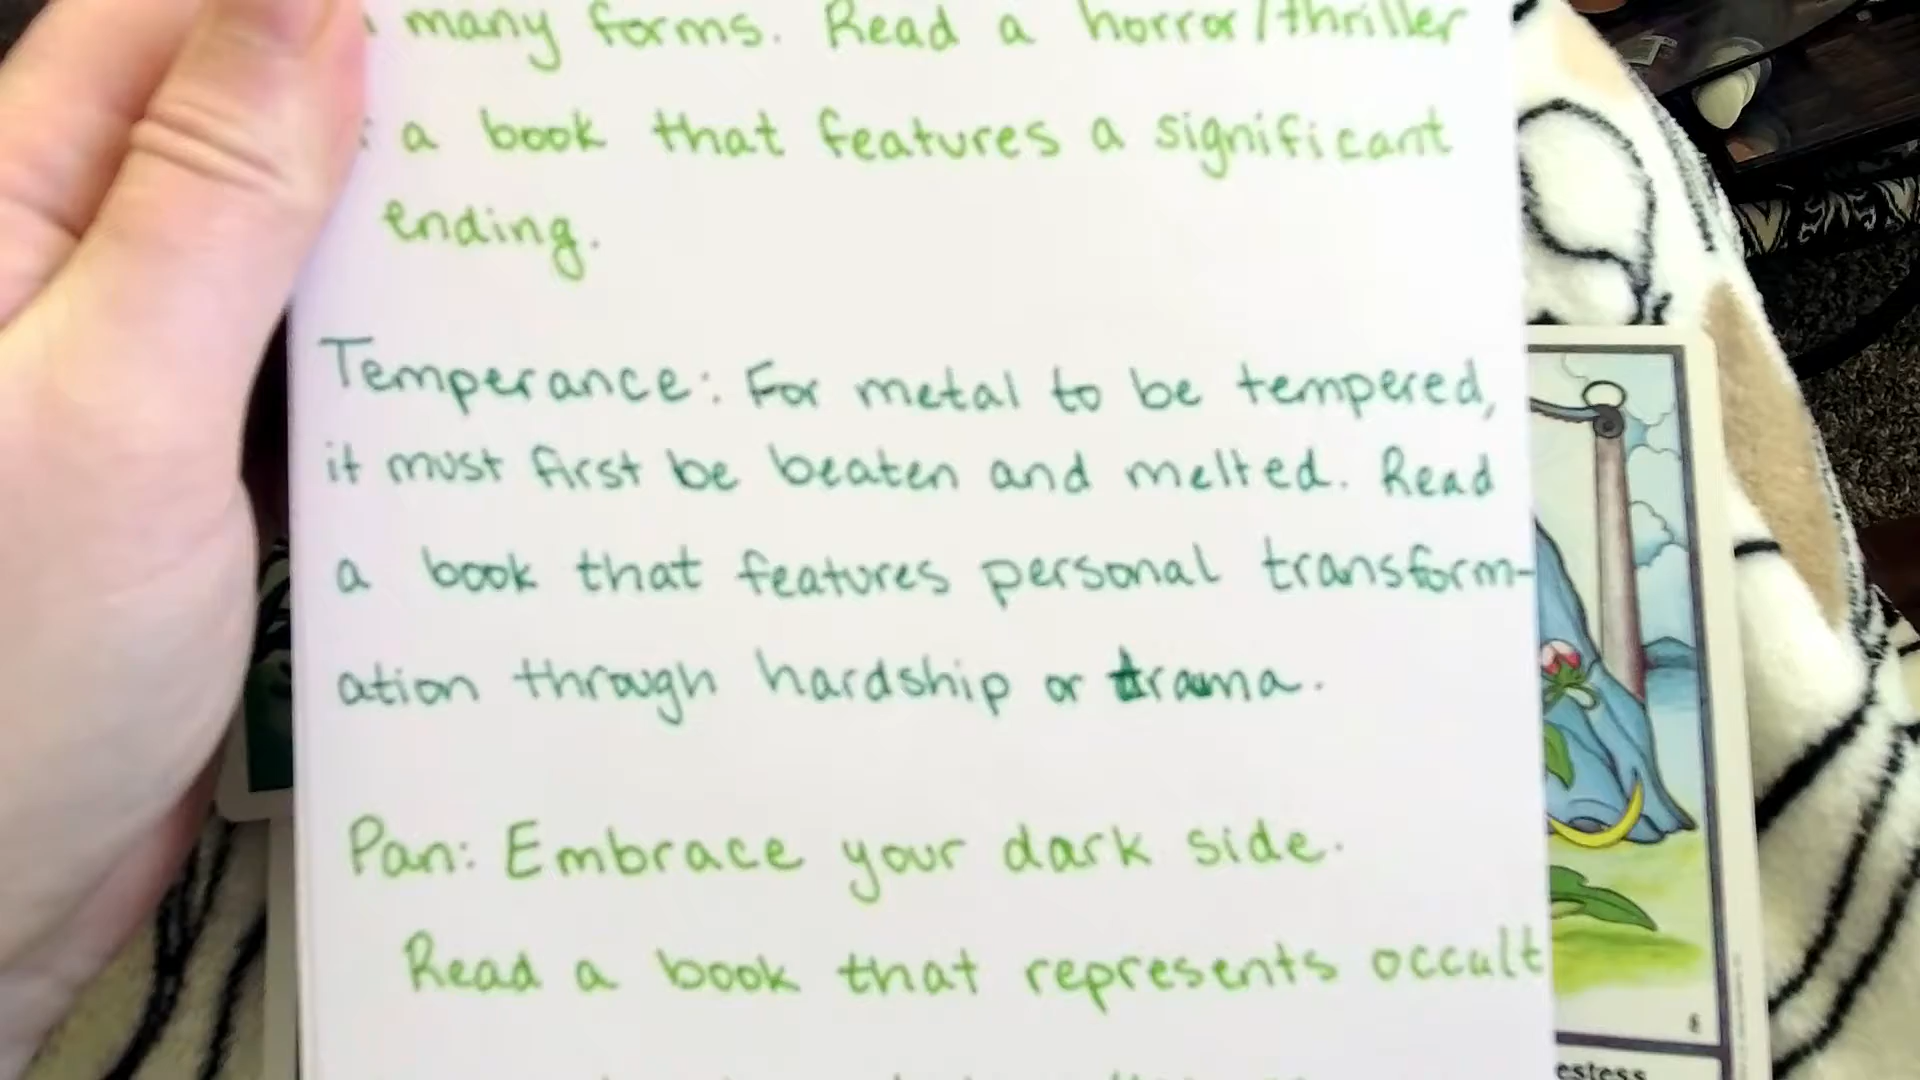 many forms. Read a horror/thriller
a book that features a significant
ending.
Temperance: For metal to be tempered,
it must first be beaten and melted. Read
a book that features personal transform-
ation through hardship or trama.
Pan: Embrace your dark side.
Read a book that represents occult
estess